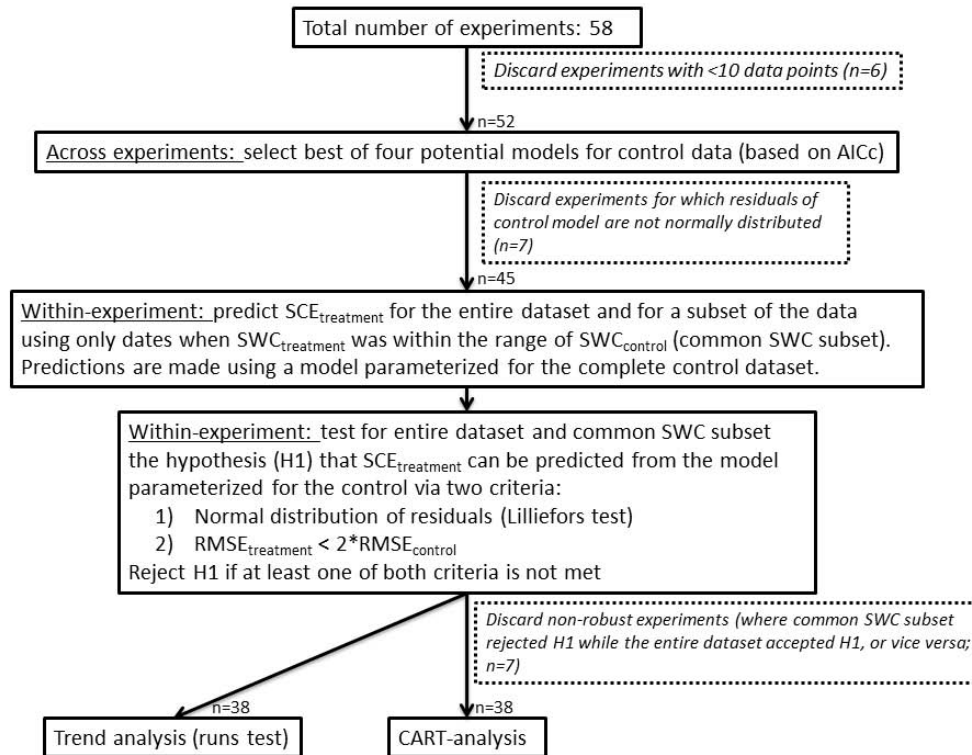 Total number of experiments: 58
Discard experiments with <10 data points (n=6)
n=52
Across experiments: select best of four potential models for control data (based on AICc)
Discard experiments for which residuals of
control model are not normally distributed
(n=7)
n=45
Within-experiment: predict SCEtreatment for the entire dataset and for a subset of the data
using only dates when SWCtreatment was within the range of SWCcontrol (common SWC subset).
Predictions are made using a model parameterized for the complete control dataset.
Within-experiment: test for entire dataset and common SWC subset
the hypothesis (H1) that SCEtreatment can be predicted from the model
parameterized for the control via two criteria:
1) Normal distribution of residuals (Lilliefors test)
2) RMSEtreatment < 2*RMSEcontrol
Reject H1 if at least one of both criteria is not met
Discard non-robust experiments (where common SWC subset
rejected H1 while the entire dataset accepted H1, or vice versa;
n=7)
n=38
n=38
Trend analysis (runs test)
CART-analysis